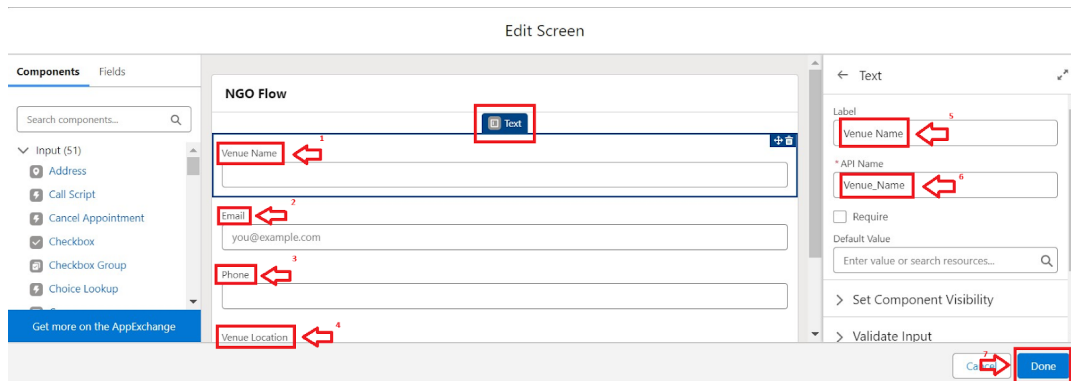 Edit Screen
Components Fields
Search components...
Input (51)
Address
Call Script
Cancel Appointment
Checkbox
Checkbox Group
Choice Lookup
Get more on the AppExchange
NGO Flow
Text
Venue Name 1
Email 2
you@example.com
Phone 3
Venue Location 4
Text
Label
Venue Name 5
* API Name
Venue_Name 6
Require
Default Value
Enter value or search resources...
Set Component Visibility
Validate Input
7
Done